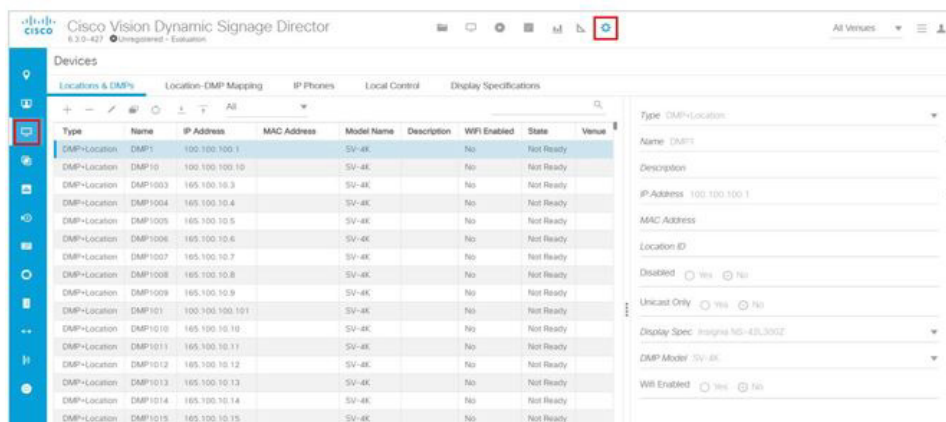 CISCO Cisco Vision Dynamic Signage Director
6.3.0-427 Unregistered - Evaluation
All Venues
Devices
Locations & DMPs Location-DMP Mapping IP Phones Local Control Display Specifications
All
Type Name IP Address MAC Address Model Name Description WiFi Enabled State Venue
DMP+Location DMP1 100.100.100.1 SV-4K No Not Ready
DMP+Location DMP10 100.100.100.10 SV-4K No Not Ready
DMP+Location DMP1003 165.100.10.3 SV-4K No Not Ready
DMP+Location DMP1004 165.100.10.4 SV-4K No Not Ready
DMP+Location DMP1005 165.100.10.5 SV-4K No Not Ready
DMP+Location DMP1006 165.100.10.6 SV-4K No Not Ready
DMP+Location DMP1007 165.100.10.7 SV-4K No Not Ready
DMP+Location DMP1008 165.100.10.8 SV-4K No Not Ready
DMP+Location DMP1009 165.100.10.9 SV-4K No Not Ready
DMP+Location DMP101 100.100.100.101 SV-4K No Not Ready
DMP+Location DMP1010 165.100.10.10 SV-4K No Not Ready
DMP+Location DMP1011 165.100.10.11 SV-4K No Not Ready
DMP+Location DMP1012 165.100.10.12 SV-4K No Not Ready
DMP+Location DMP1013 165.100.10.13 SV-4K No Not Ready
DMP+Location DMP1014 165.100.10.14 SV-4K No Not Ready
DMP+Location DMP1015 165.100.10.15 SV-4K No Not Ready
Type DMP+Location
Name DMP1
Description
IP Address 100.100.100.1
MAC Address
Location ID
Disabled Yes No
Unicast Only Yes No
Display Spec Insignia NS-42L300Z
DMP Model SV-4K
Wifi Enabled Yes No